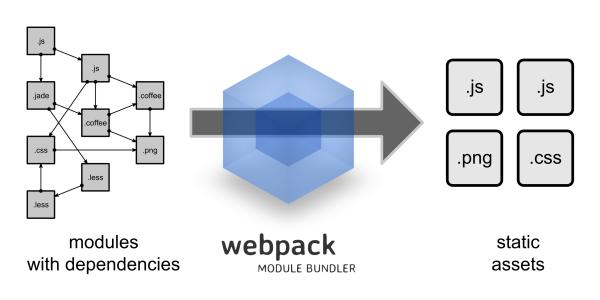 .js
.js
.jade
.coffee
.coffee
.css
.png
.less
.less
modules
with dependencies
webpack
MODULE BUNDLER
.js
.js
.png
.css
static
assets